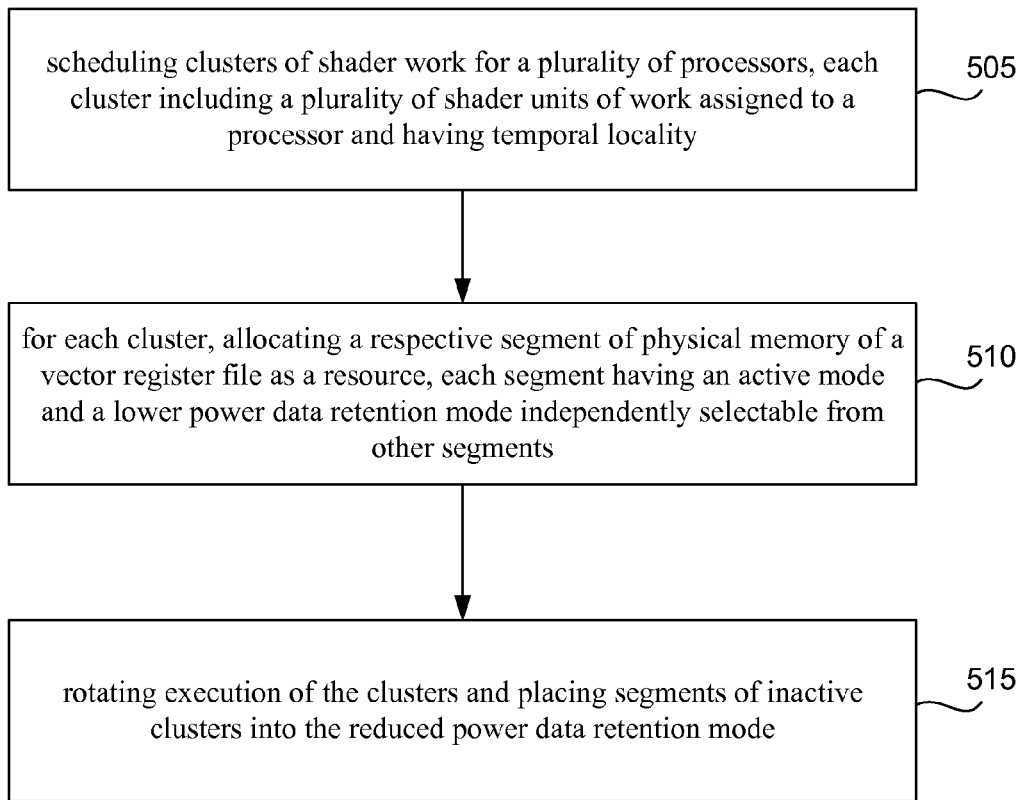 scheduling clusters of shader work for a plurality of processors, each
cluster including a plurality of shader units of work assigned to a
processor and having temporal locality
505
for each cluster, allocating a respective segment of physical memory of a
vector register file as a resource, each segment having an active mode
and a lower power data retention mode independently selectable from
other segments
510
rotating execution of the clusters and placing segments of inactive
clusters into the reduced power data retention mode
515